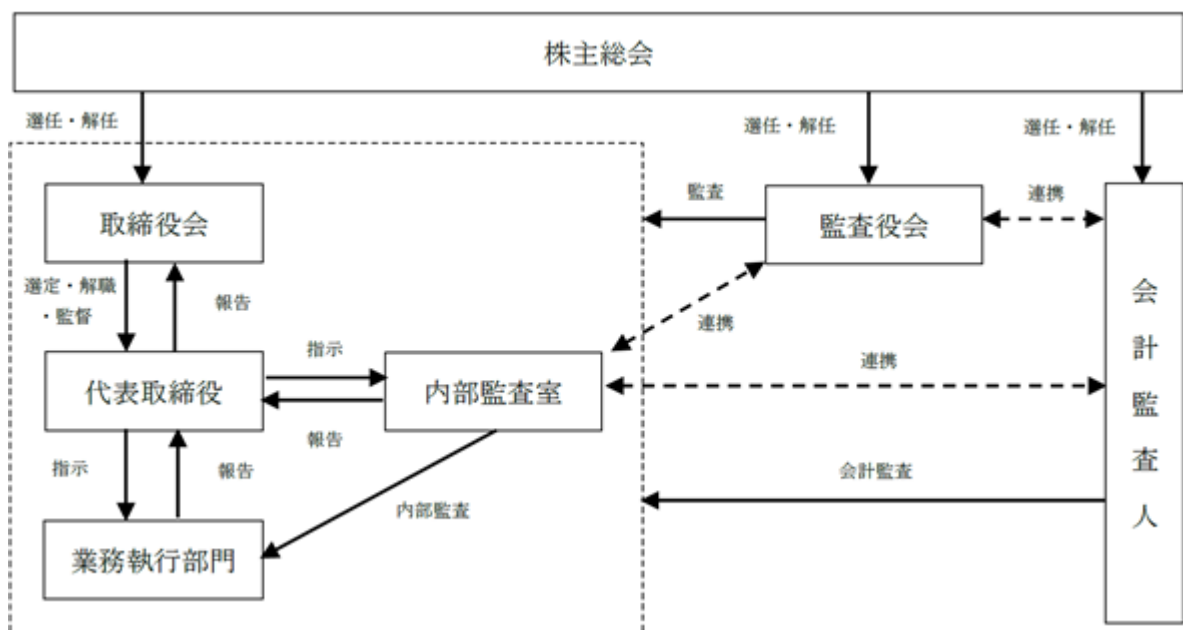 株主総会
選任・解任
選任・解任
選任・解任
取締役会
監査
監査役会
連携
選定・解職
・監督
報告
連携
代表取締役
指示
報告
内部監査室
連携
指示
報告
内部監査
会計監査
業務執行部門
会計監査人